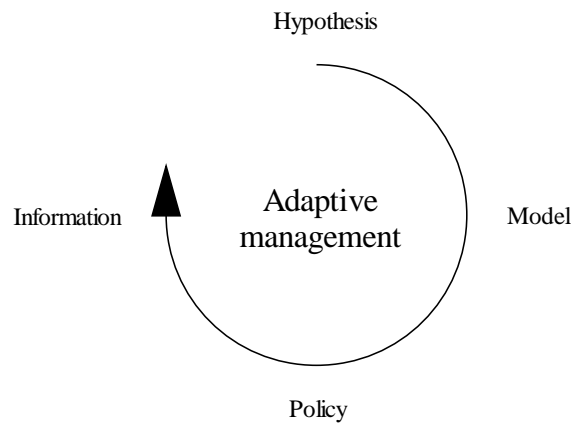 Hypothesis
Information
Adaptive
management
Model
Policy